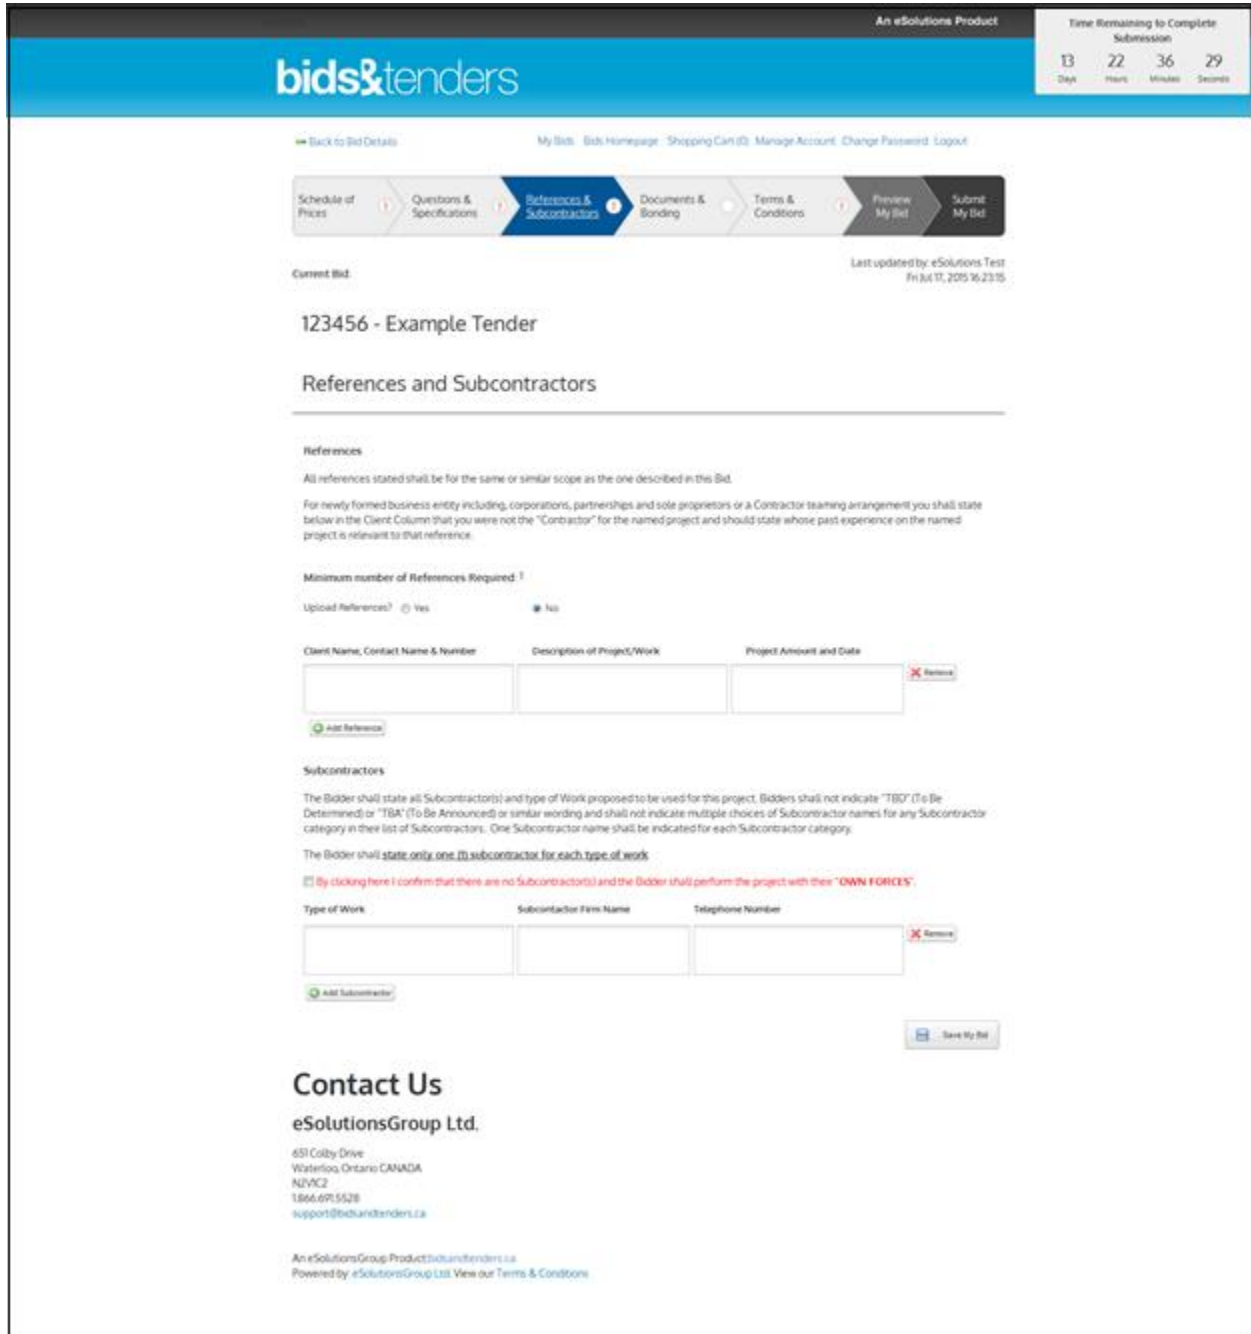 An eSolutions Product
Time Remaining to Complete
Submission
13 22 36 29
Days Hours Minutes Seconds
bids&tenders
Back to Bid Details
My Bids Bids Homepage Shopping Cart (0) Manage Account Change Password Logout
Schedule of
Prices
Questions &
Specifications
References &
Subcontractors
Documents &
Bonding
Terms &
Conditions
Preview
My Bid
Submit
My Bid
Last updated by: eSolutions Test
Fri Jul 17, 2015 16:23:15
Current Bid:
123456 - Example Tender
References and Subcontractors
References
All references stated shall be for the same or similar scope as the one described in this Bid.
For newly formed business entity including, corporations, partnerships and sole proprietors or a Contractor teaming arrangement you shall state
below in the Client Column that you were not the "Contractor" for the named project and should state whose past experience on the named
project is relevant to that reference.
Minimum number of References Required: 1
Upload References? Yes No
Client Name, Contact Name & Number Description of Project/Work Project Amount and Date
Remove
Add Reference
Subcontractors
The Bidder shall state all Subcontractor(s) and type of Work proposed to be used for this project. Bidders shall not indicate "TBD" (To Be
Determined) or "TBA" (To Be Announced) or similar wording and shall not indicate multiple choices of Subcontractor names for any Subcontractor
category in their list of Subcontractors. One Subcontractor name shall be indicated for each Subcontractor category.
The Bidder shall state only one (1) subcontractor for each type of work
By clicking here I confirm that there are no Subcontractor(s) and the Bidder shall perform the project with their "OWN FORCES".
Type of Work Subcontactor Firm Name Telephone Number
Remove
Add Subcontractor
Save My Bid
Contact Us
eSolutionsGroup Ltd.
651 Colby Drive
Waterloo, Ontario CANADA
N2V1C2
1.866.691.5528
support@bidsandtenders.ca
An eSolutionsGroup Product bidsandtenders.ca
Powered by: eSolutionsGroup Ltd. View our Terms & Conditions